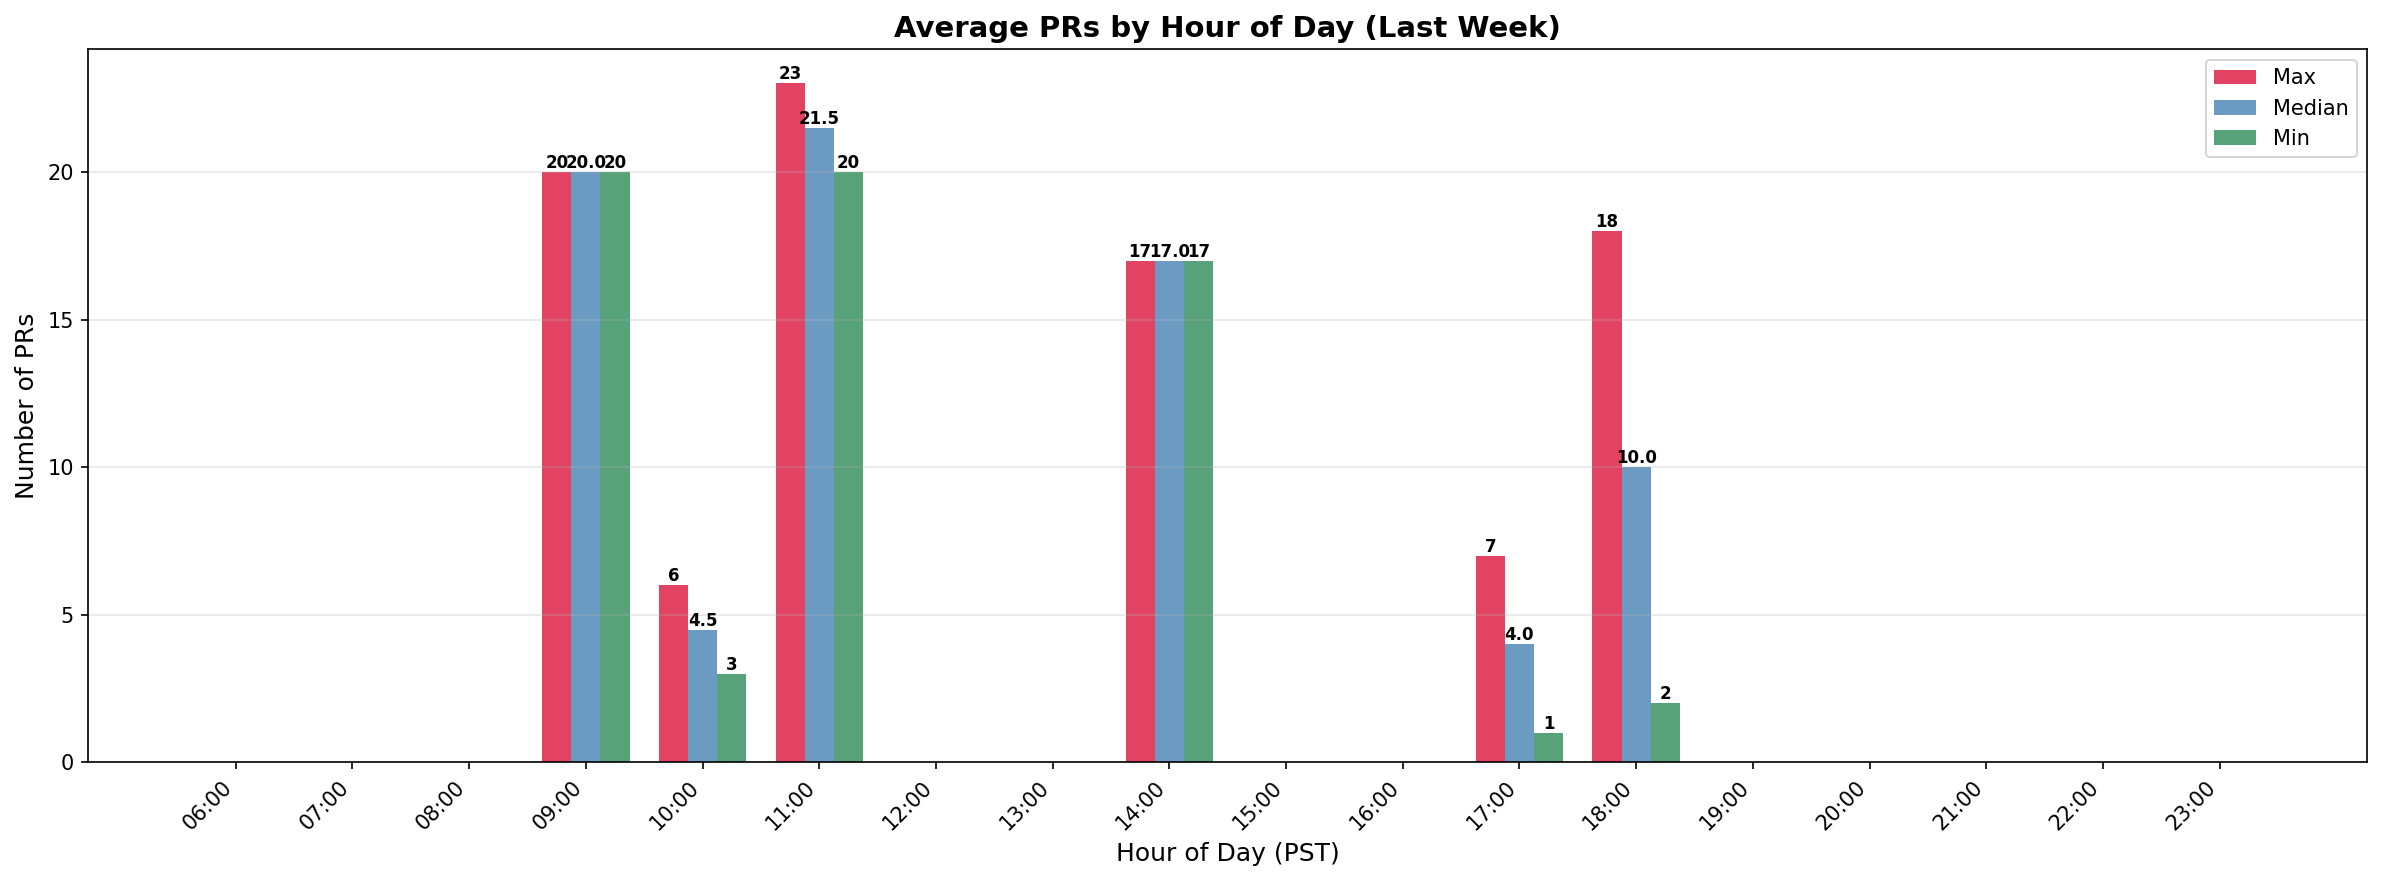 Average PRs by Hour of Day (Last Week)
Max
Median
Min
Number of PRs
20
15
10
5
0
20 20.0 20
6
4.5
3
23
21.5
20
17 17.0 17
7
4.0
1
18
10.0
2
06:00 07:00 08:00 09:00 10:00 11:00 12:00 13:00 14:00 15:00 16:00 17:00 18:00 19:00 20:00 21:00 22:00 23:00
Hour of Day (PST)